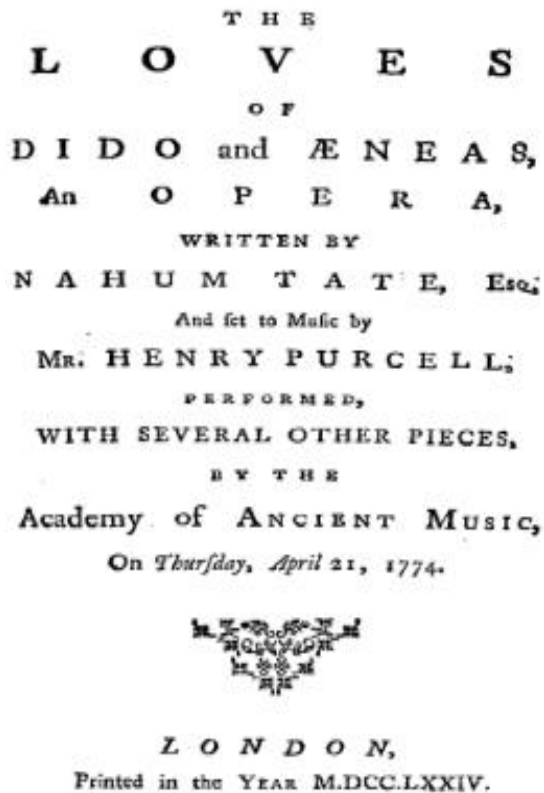 THE
LOVES
OF
DIDO and ÆNEAS,
An OPERA,
WRITTEN BY
NAHUM TATE, Esq;
And ſet to Muſic by
Mr. HENRY PURCELL;
PERFORMED,
WITH SEVERAL OTHER PIECES,
BY THE
Academy of Ancient Music,
On Thurſday, April 21, 1774.
LONDON,
Printed in the Year M.DCC.LXXIV.